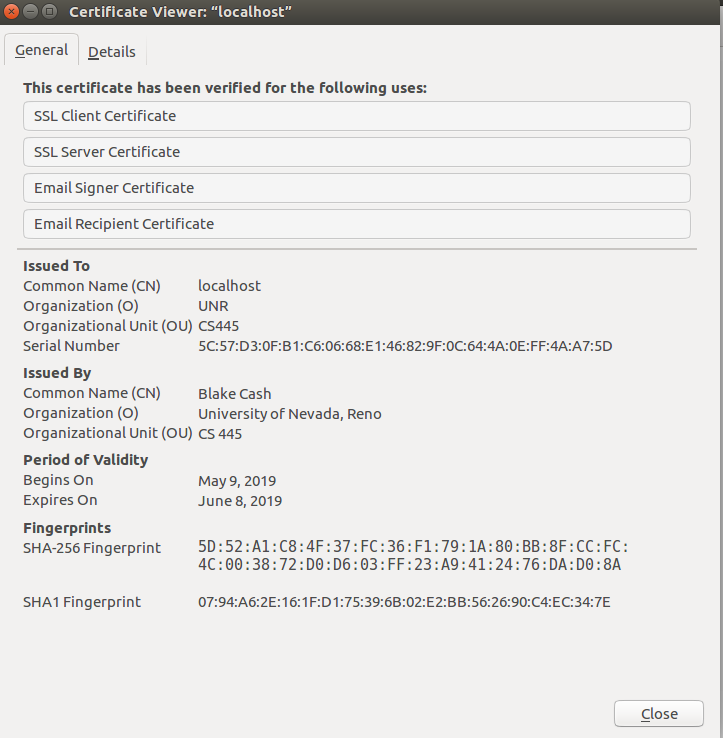 Certificate Viewer: “localhost”
General Details
This certificate has been verified for the following uses:
SSL Client Certificate
SSL Server Certificate
Email Signer Certificate
Email Recipient Certificate
Issued To
Common Name (CN) localhost
Organization (O) UNR
Organizational Unit (OU) CS445
Serial Number 5C:57:D3:0F:B1:C6:06:68:E1:46:82:9F:0C:64:4A:0E:FF:4A:A7:5D
Issued By
Common Name (CN) Blake Cash
Organization (O) University of Nevada, Reno
Organizational Unit (OU) CS 445
Period of Validity
Begins On May 9, 2019
Expires On June 8, 2019
Fingerprints
SHA-256 Fingerprint 5D:52:A1:C8:4F:37:FC:36:F1:79:1A:80:BB:8F:CC:FC:
4C:00:38:72:D0:D6:03:FF:23:A9:41:24:76:DA:D0:8A
SHA1 Fingerprint 07:94:A6:2E:16:1F:D1:75:39:6B:02:E2:BB:56:26:90:C4:EC:34:7E
Close